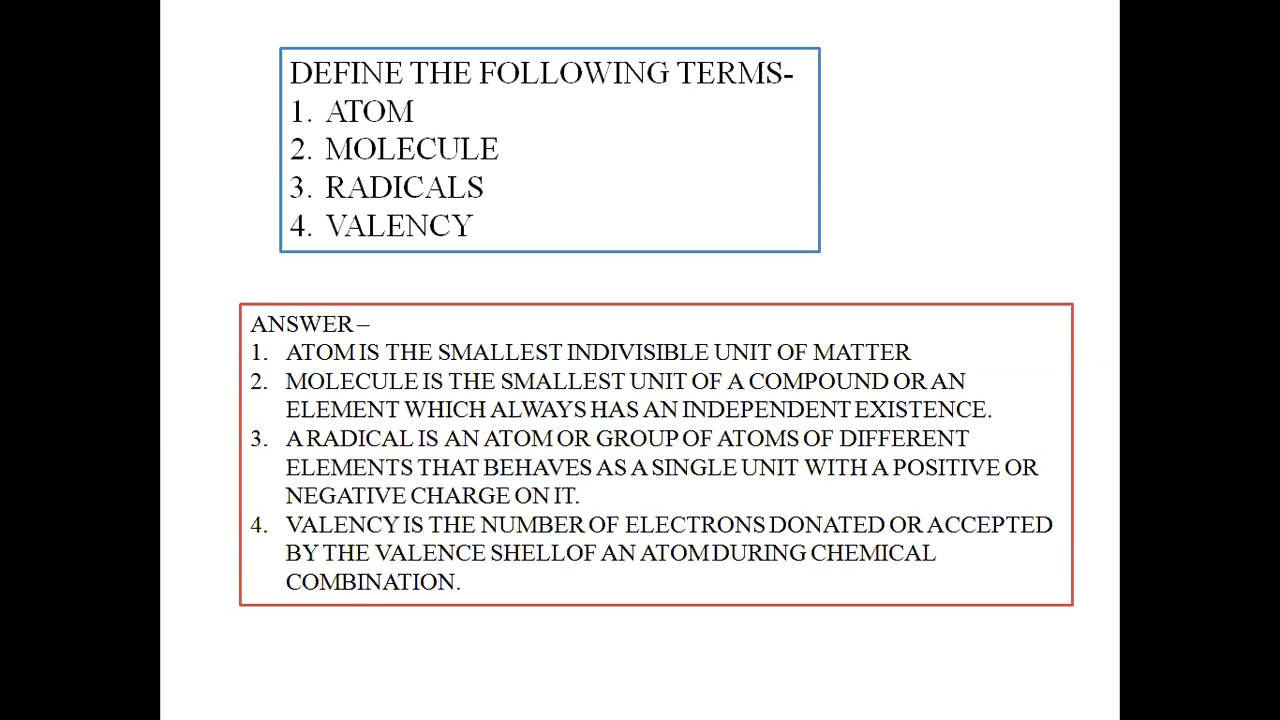 DEFINE THE FOLLOWING TERMS-
1. ATOM
2. MOLECULE
3. RADICALS
4. VALENCY
ANSWER –
1. ATOM IS THE SMALLEST INDIVISIBLE UNIT OF MATTER
2. MOLECULE IS THE SMALLEST UNIT OF A COMPOUND OR AN
ELEMENT WHICH ALWAYS HAS AN INDEPENDENT EXISTENCE.
3. A RADICAL IS AN ATOM OR GROUP OF ATOMS OF DIFFERENT
ELEMENTS THAT BEHAVES AS A SINGLE UNIT WITH A POSITIVE OR
NEGATIVE CHARGE ON IT.
4. VALENCY IS THE NUMBER OF ELECTRONS DONATED OR ACCEPTED
BY THE VALENCE SHELLOF AN ATOM DURING CHEMICAL
COMBINATION.